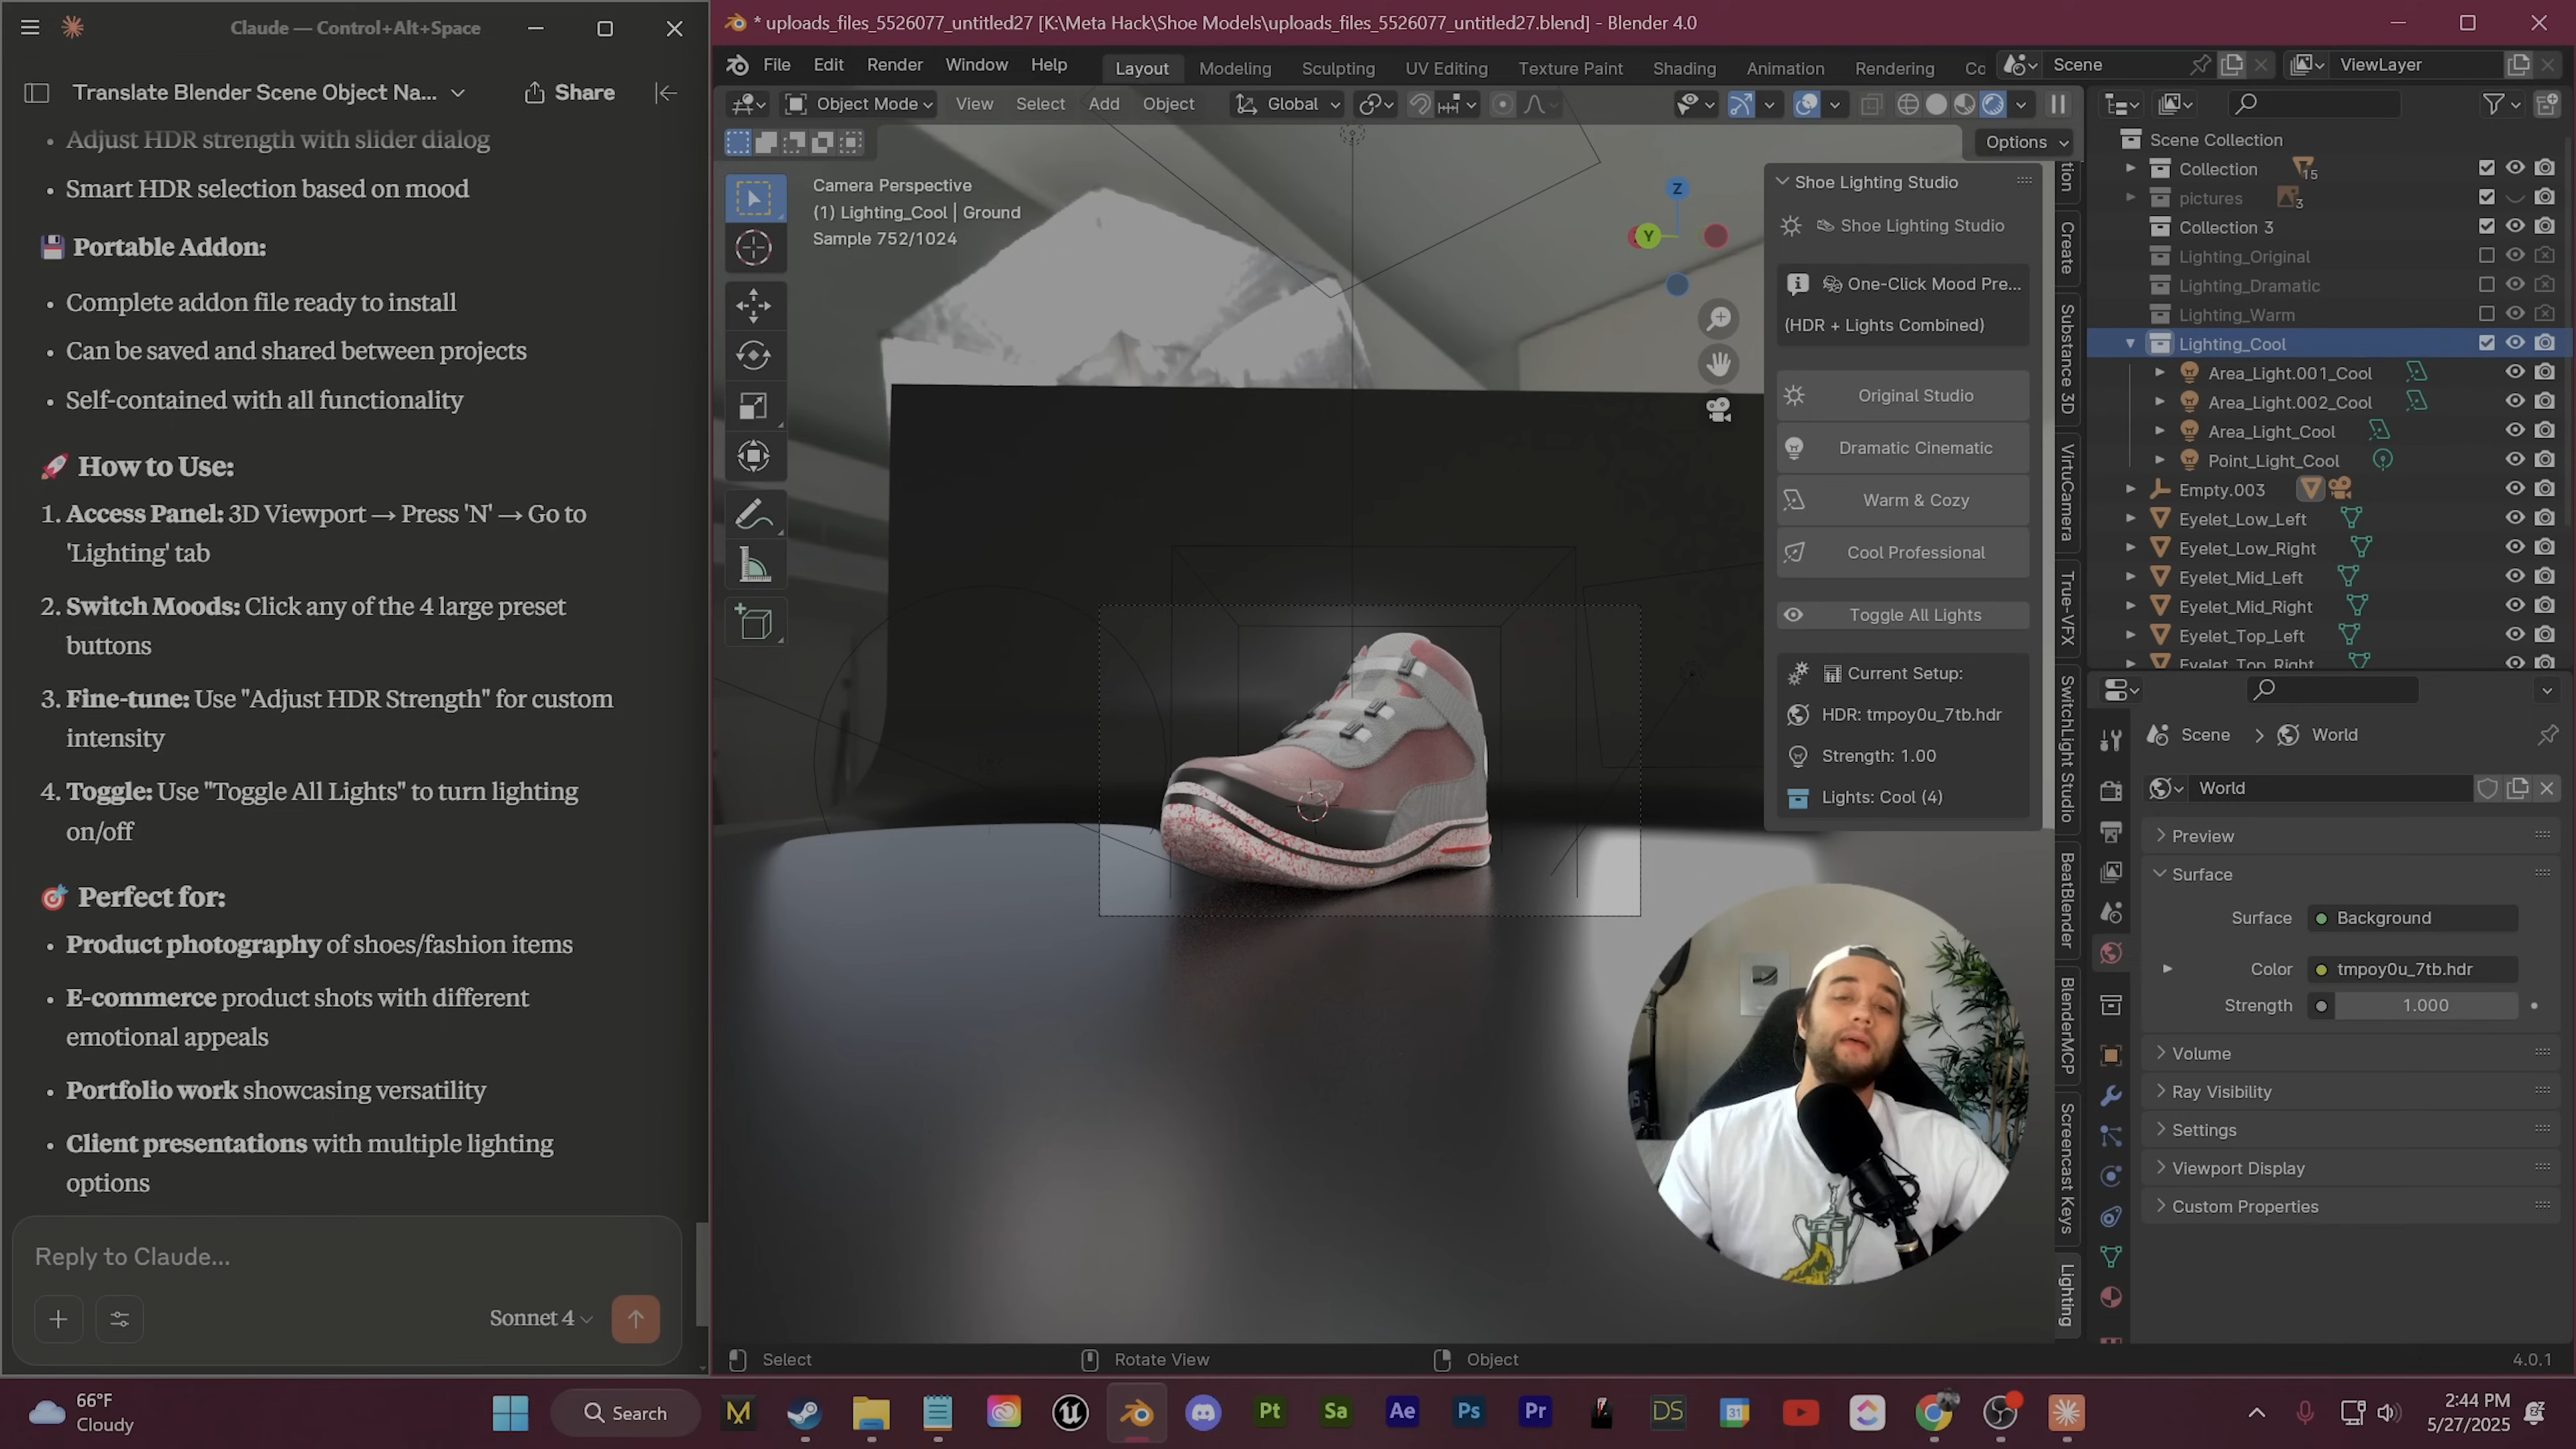 Claude — Control+Alt+Space
Translate Blender Scene Object Na...
Share
Adjust HDR strength with slider dialog
Smart HDR selection based on mood
Portable Addon:
Complete addon file ready to install
Can be saved and shared between projects
Self-contained with all functionality
How to Use:
1. Access Panel: 3D Viewport → Press 'N' → Go to
'Lighting' tab
2. Switch Moods: Click any of the 4 large preset
buttons
3. Fine-tune: Use "Adjust HDR Strength" for custom
intensity
4. Toggle: Use "Toggle All Lights" to turn lighting
on/off
Perfect for:
Product photography of shoes/fashion items
E-commerce product shots with different
emotional appeals
Portfolio work showcasing versatility
Client presentations with multiple lighting
options
Reply to Claude...
Sonnet 4
* uploads_files_5526077_untitled27 [K:\Meta Hack\Shoe Models\uploads_files_5526077_untitled27.blend] - Blender 4.0
File Edit Render Window Help
Layout Modeling Sculpting UV Editing Texture Paint Shading Animation Rendering Co
Scene
ViewLayer
Object Mode View Select Add Object Global
Options
Camera Perspective
(1) Lighting_Cool | Ground
Sample 752/1024
Z
Y
Shoe Lighting Studio
Shoe Lighting Studio
One-Click Mood Pre...
(HDR + Lights Combined)
Original Studio
Dramatic Cinematic
Warm & Cozy
Cool Professional
Toggle All Lights
Current Setup:
HDR: tmpoy0u_7tb.hdr
Strength: 1.00
Lights: Cool (4)
tion
Create
Substance 3D
VirtuCamera
True-VFX
SwitchLight Studio
BeatBlender
BlenderMCP
Screencast Keys
Lighting
Scene Collection
Collection 15
pictures 3
Collection 3
Lighting_Original
Lighting_Dramatic
Lighting_Warm
Lighting_Cool
Area_Light.001_Cool
Area_Light.002_Cool
Area_Light_Cool
Point_Light_Cool
Empty.003
Eyelet_Low_Left
Eyelet_Low_Right
Eyelet_Mid_Left
Eyelet_Mid_Right
Eyelet_Top_Left
Eyelet_Top_Right
Scene > World
World
Preview
Surface
Surface Background
Color tmpoy0u_7tb.hdr
Strength 1.000
Volume
Ray Visibility
Settings
Viewport Display
Custom Properties
Select
Rotate View
Object
4.0.1
66°F
Cloudy
Search
Pt
Sa
Ae
Ps
Pr
DS
31
2:44 PM
5/27/2025